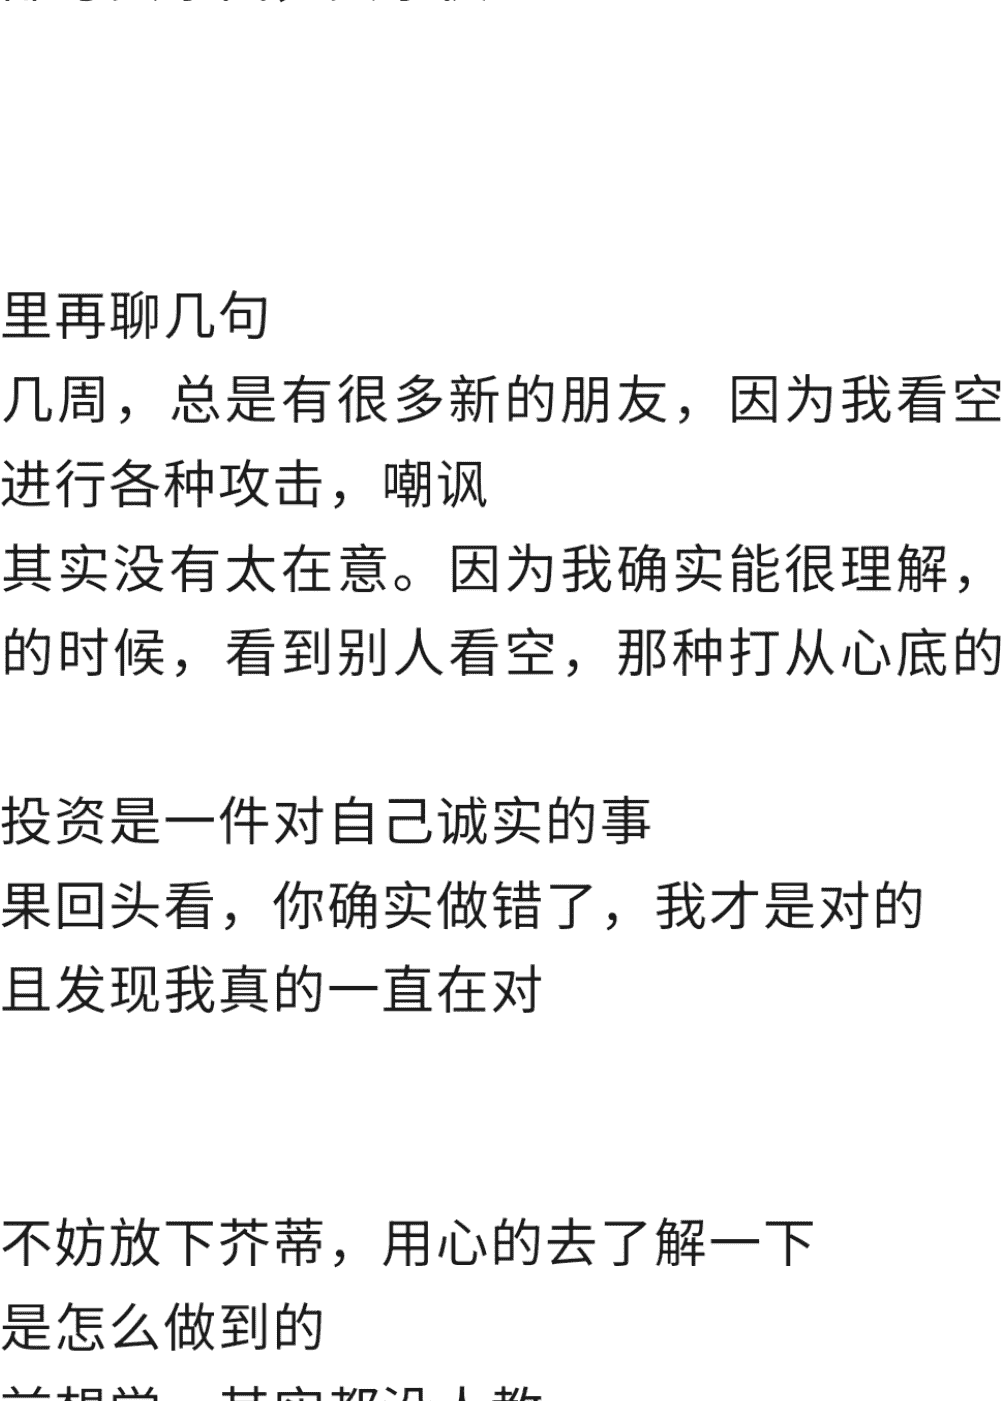 里再聊几句
几周，总是有很多新的朋友，因为我看空
进行各种攻击，嘲讽
其实没有太在意。因为我确实能很理解，
的时候，看到别人看空，那种打从心底的
投资是一件对自己诚实的事
果回头看，你确实做错了，我才是对的
且发现我真的一直在对
不妨放下芥蒂，用心的去了解一下
是怎么做到的